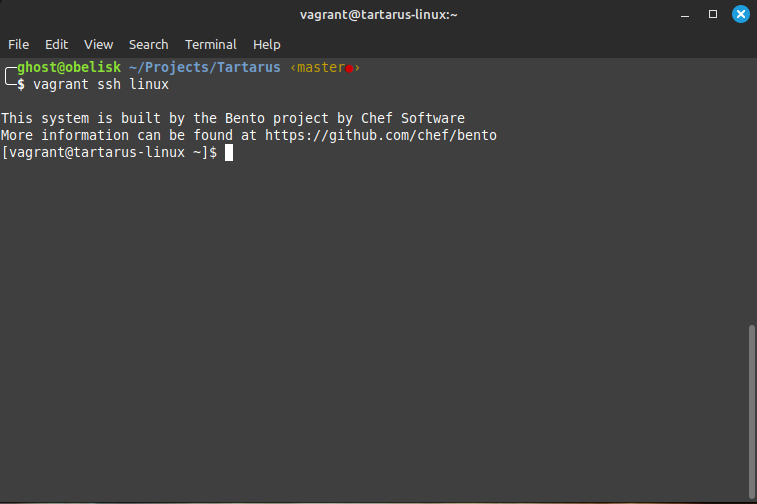 vagrant@tartarus-linux:~
File Edit View Search Terminal Help
╭─ghost@obelisk ~/Projects/Tartarus ‹master●›
╰─$ vagrant ssh linux
This system is built by the Bento project by Chef Software
More information can be found at https://github.com/chef/bento
[vagrant@tartarus-linux ~]$